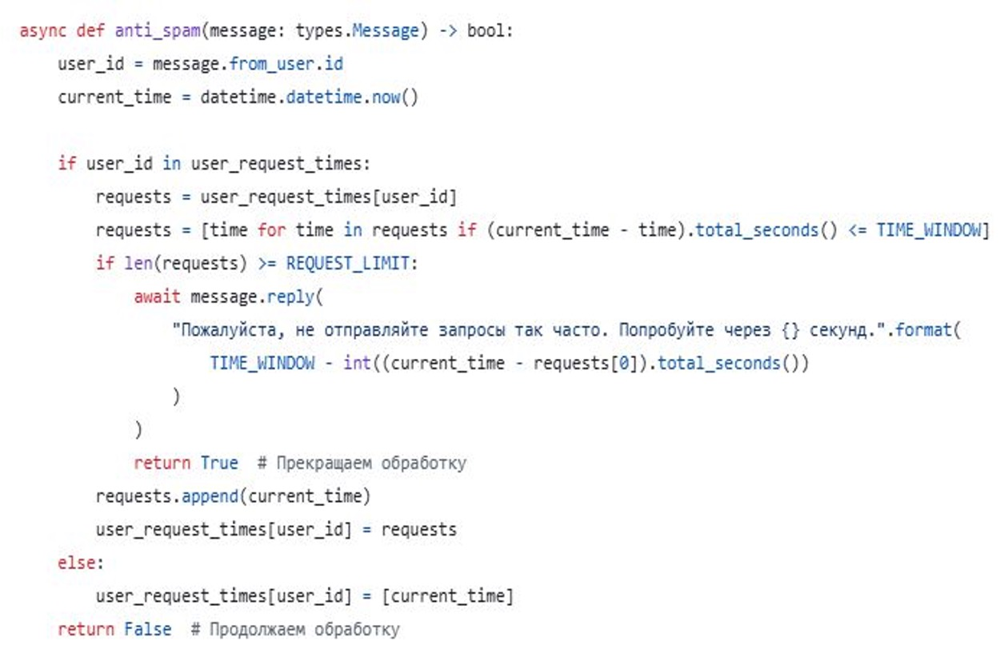 async def anti_spam(message: types.Message) -> bool:
    user_id = message.from_user.id
    current_time = datetime.datetime.now()

    if user_id in user_request_times:
        requests = user_request_times[user_id]
        requests = [time for time in requests if (current_time - time).total_seconds() <= TIME_WINDOW]
        if len(requests) >= REQUEST_LIMIT:
            await message.reply(
                "Пожалуйста, не отправляйте запросы так часто. Попробуйте через {} секунд.".format(
                    TIME_WINDOW - int((current_time - requests[0]).total_seconds())
                )
            )
            return True  # Прекращаем обработку
        requests.append(current_time)
        user_request_times[user_id] = requests
    else:
        user_request_times[user_id] = [current_time]
    return False  # Продолжаем обработку